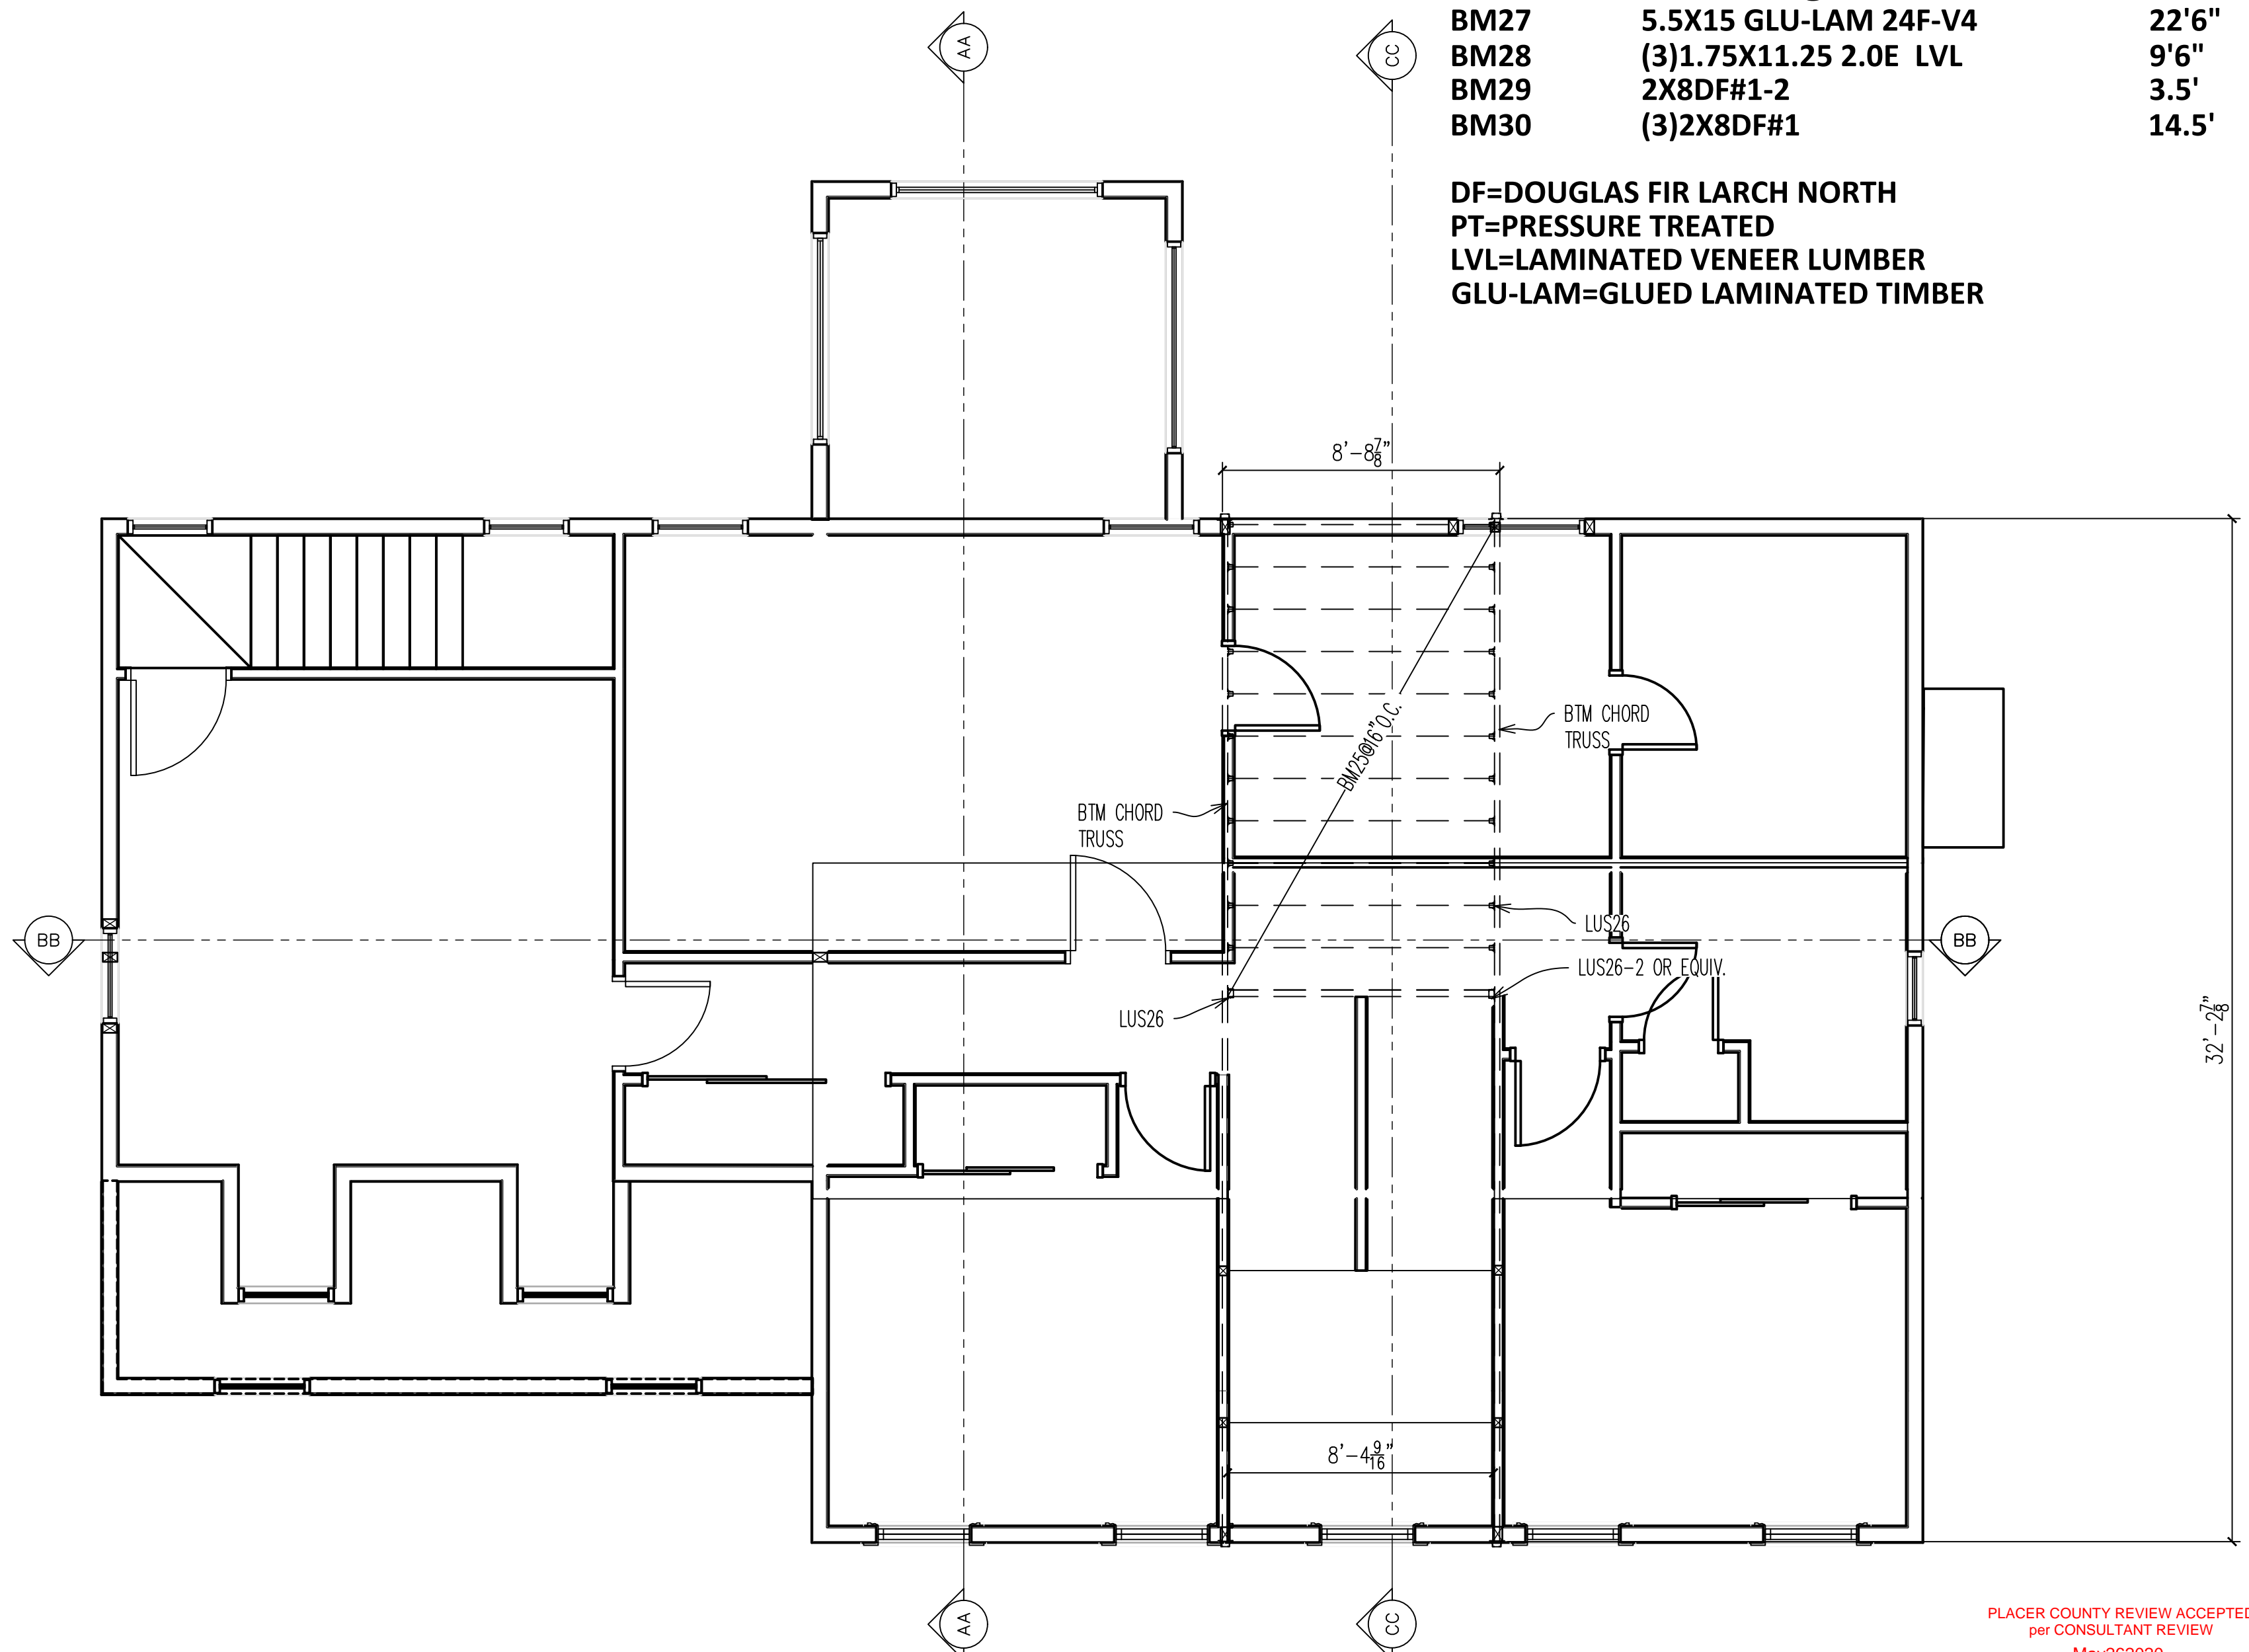 BM27 5.5X15 GLU-LAM 24F-V4 22'6"
BM28 (3)1.75X11.25 2.0E LVL 9'6"
BM29 2X8DF#1-2 3.5'
BM30 (3)2X8DF#1 14.5'
DF=DOUGLAS FIR LARCH NORTH
PT=PRESSURE TREATED
LVL=LAMINATED VENEER LUMBER
GLU-LAM=GLUED LAMINATED TIMBER
AA
CC
8'-8 7/8"
BM25@16"O.C.
BTM CHORD
TRUSS
BTM CHORD
TRUSS
LUS26
BB
BB
LUS26-2 OR EQUIV.
LUS26
32'-2 7/8"
8'-4 9/16"
AA
CC
PLACER COUNTY REVIEW ACCEPTED
per CONSULTANT REVIEW